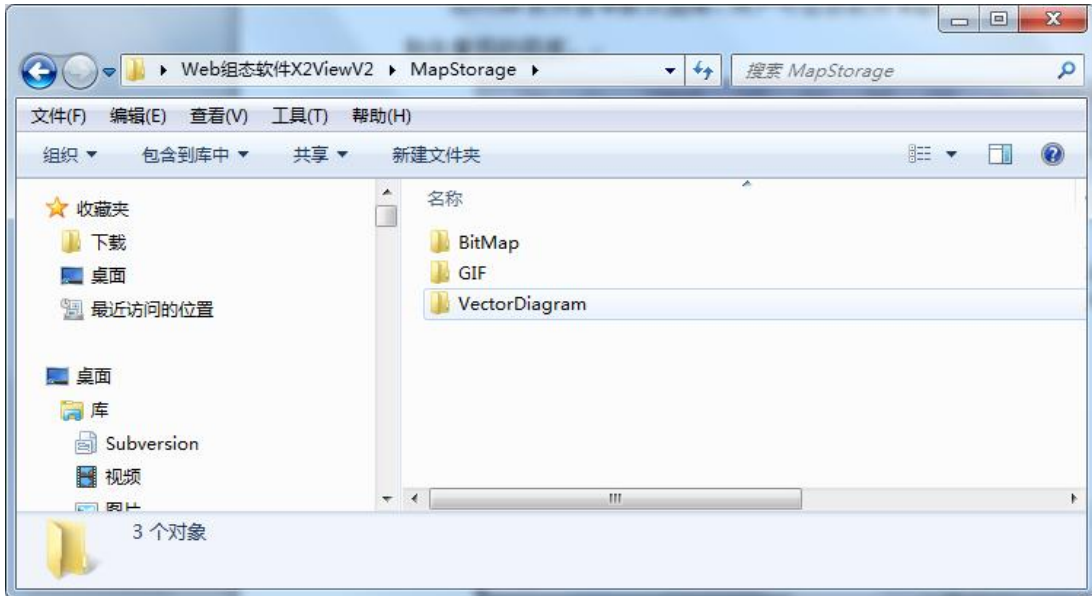 Web组态软件X2ViewV2 MapStorage
搜索 MapStorage
文件(F) 编辑(E) 查看(V) 工具(T) 帮助(H)
组织 包含到库中 共享 新建文件夹
收藏夹
下载
桌面
最近访问的位置
桌面
库
Subversion
视频
图片
名称
BitMap
GIF
VectorDiagram
3 个对象